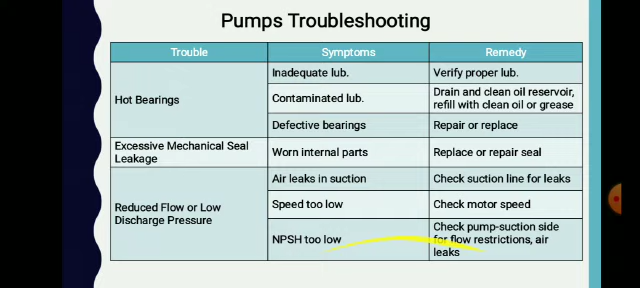 Pumps Troubleshooting
Trouble Symptoms Remedy
Hot Bearings
Inadequate lub. Verify proper lub.
Contaminated lub. Drain and clean oil reservoir,
refill with clean oil or grease
Defective bearings Repair or replace
Excessive Mechanical Seal
Leakage
Worn internal parts Replace or repair seal
Reduced Flow or Low
Discharge Pressure
Air leaks in suction Check suction line for leaks
Speed too low Check motor speed
NPSH too low Check pump-suction side
for flow restrictions, air
leaks